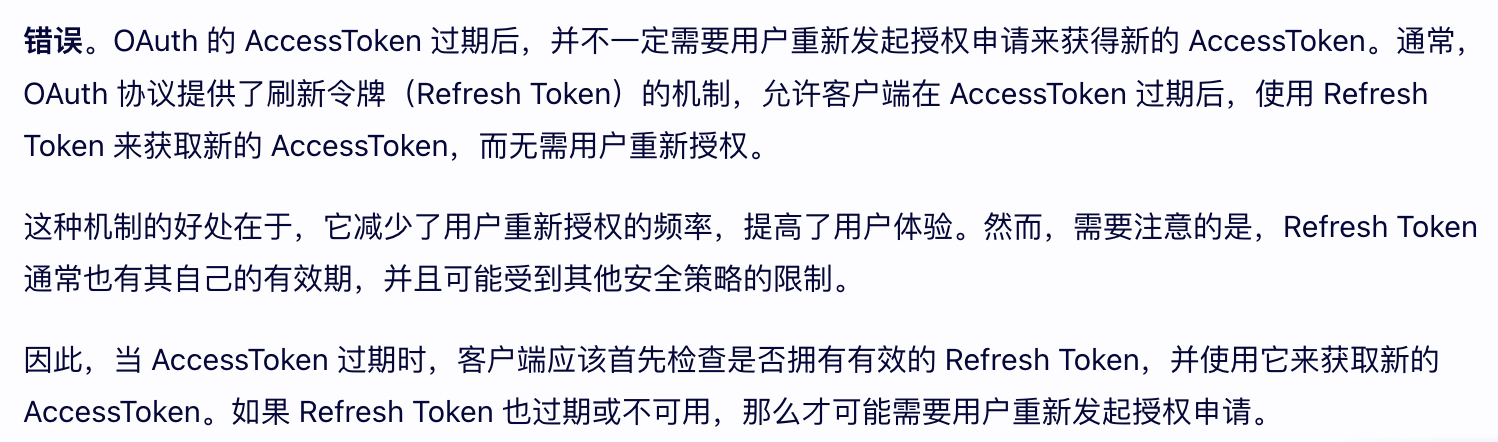 错误。OAuth 的 AccessToken 过期后，并不一定需要用户重新发起授权申请来获得新的 AccessToken。通常，
OAuth 协议提供了刷新令牌（Refresh Token）的机制，允许客户端在 AccessToken 过期后，使用 Refresh
Token 来获取新的 AccessToken，而无需用户重新授权。
这种机制的好处在于，它减少了用户重新授权的频率，提高了用户体验。然而，需要注意的是，Refresh Token
通常也有其自己的有效期，并且可能受到其他安全策略的限制。
因此，当 AccessToken 过期时，客户端应该首先检查是否拥有有效的 Refresh Token，并使用它来获取新的
AccessToken。如果 Refresh Token 也过期或不可用，那么才可能需要用户重新发起授权申请。